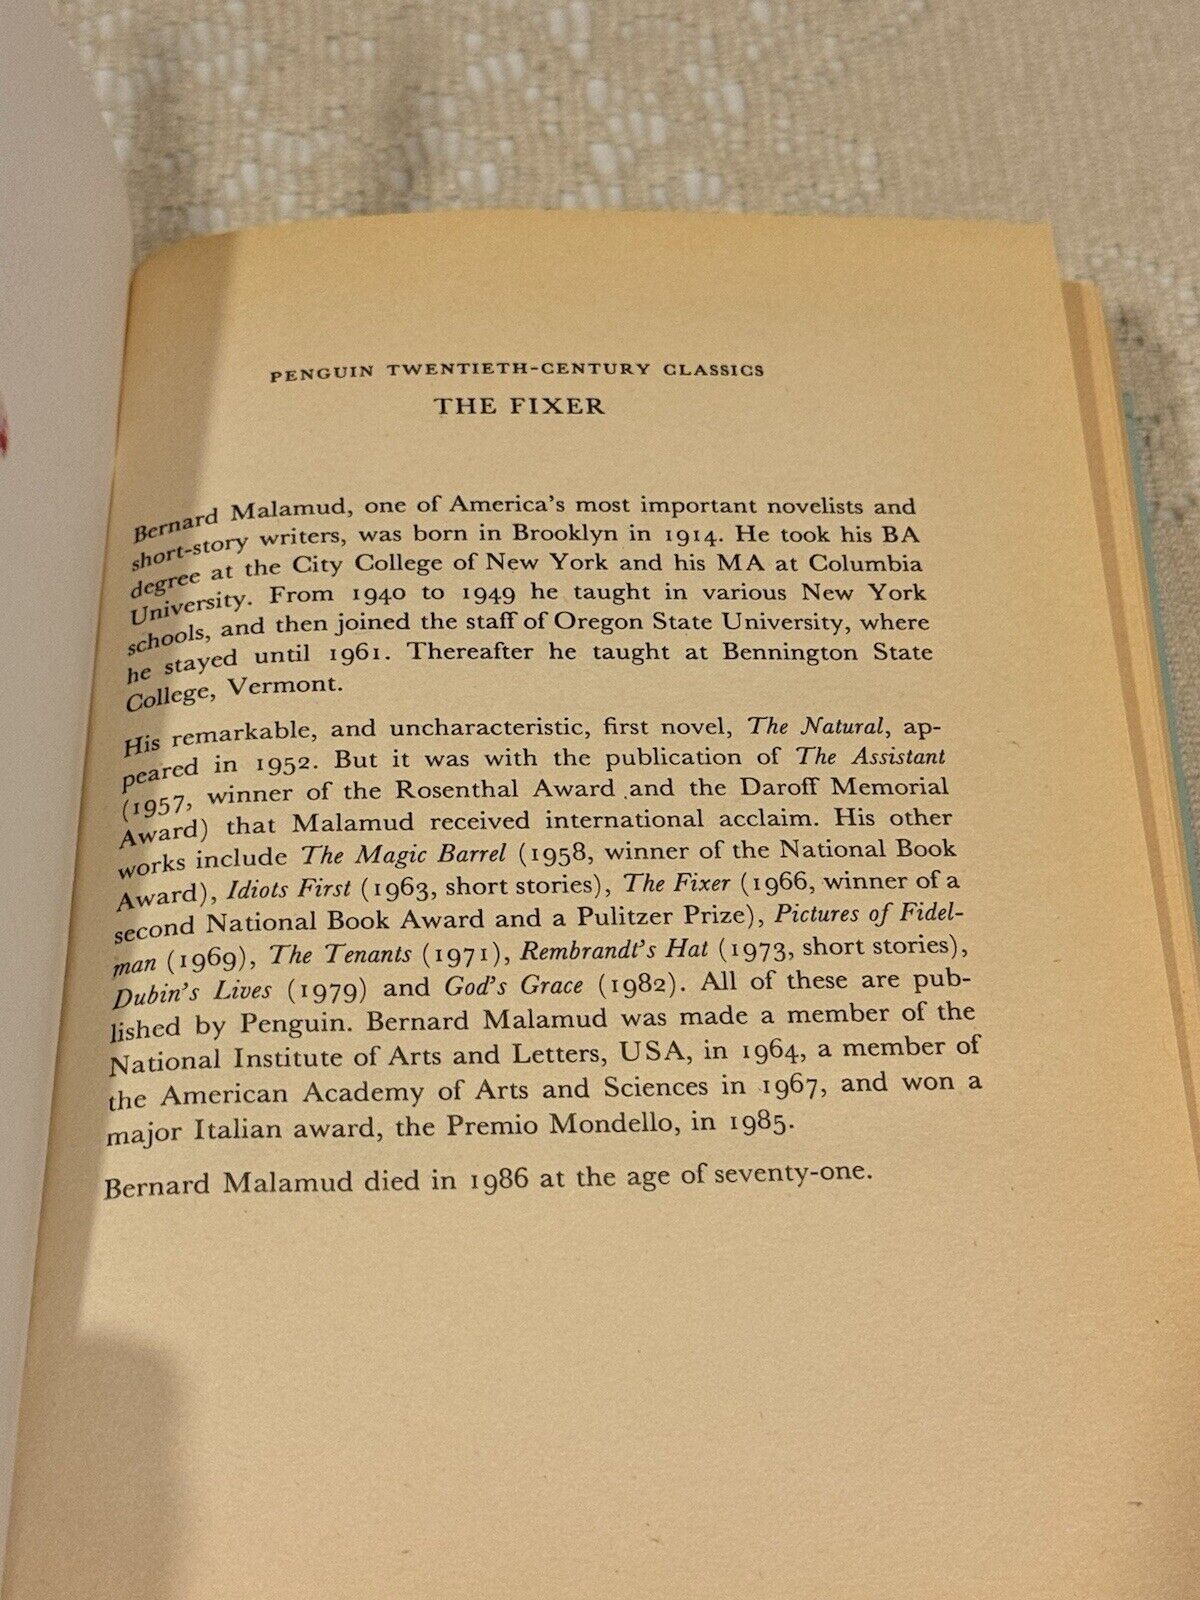 PENGUIN TWENTIETH-CENTURY CLASSICS
THE FIXER
Bernard Malamud, one of America's most important novelists and
short-story writers, was born in Brooklyn in 1914. He took his BA
degree at the City College of New York and his MA at Columbia
University. From 1940 to 1949 he taught in various New York
schools, and then joined the staff of Oregon State University, where
he stayed until 1961. Thereafter he taught at Bennington State
College, Vermont.
His remarkable, and uncharacteristic, first novel, The Natural, ap-
peared in 1952. But it was with the publication of The Assistant
(1957, winner of the Rosenthal Award and the Daroff Memorial
Award) that Malamud received international acclaim. His other
works include The Magic Barrel (1958, winner of the National Book
Award), Idiots First (1963, short stories), The Fixer (1966, winner of a
second National Book Award and a Pulitzer Prize), Pictures of Fidel-
man (1969), The Tenants (1971), Rembrandt's Hat (1973, short stories),
Dubin's Lives (1979) and God's Grace (1982). All of these are pub-
lished by Penguin. Bernard Malamud was made a member of the
National Institute of Arts and Letters, USA, in 1964, a member of
the American Academy of Arts and Sciences in 1967, and won a
major Italian award, the Premio Mondello, in 1985.
Bernard Malamud died in 1986 at the age of seventy-one.